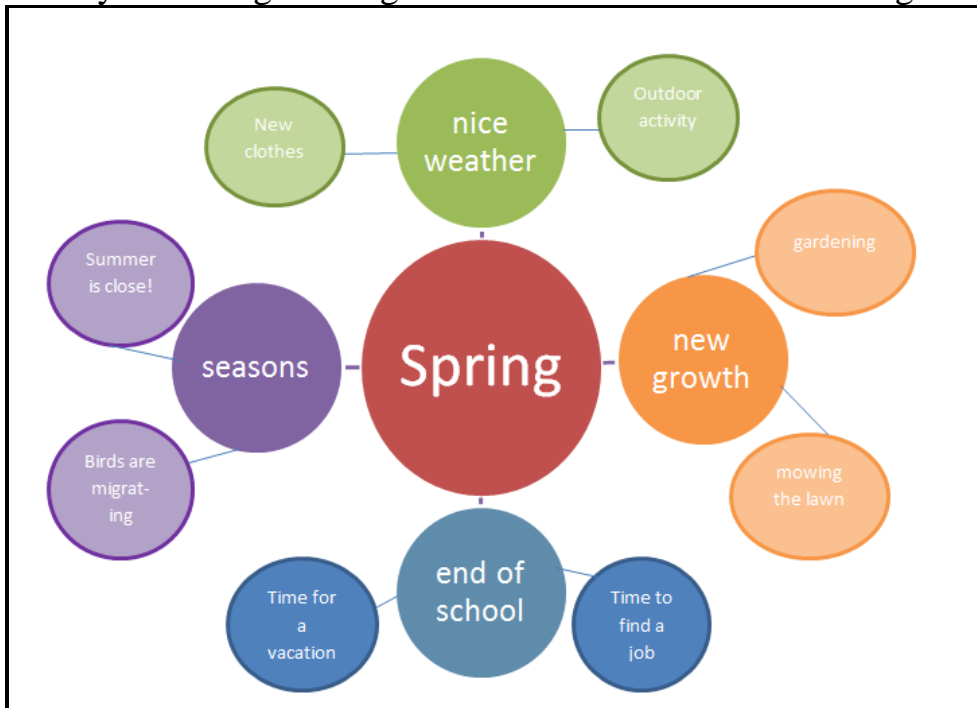 nice
weather
New
clothes
Outdoor
activity
Spring
seasons
Summer
is close!
Birds are
migrat-
ing
new
growth
gardening
mowing
the lawn
end of
school
Time for
a
vacation
Time to
find a
job